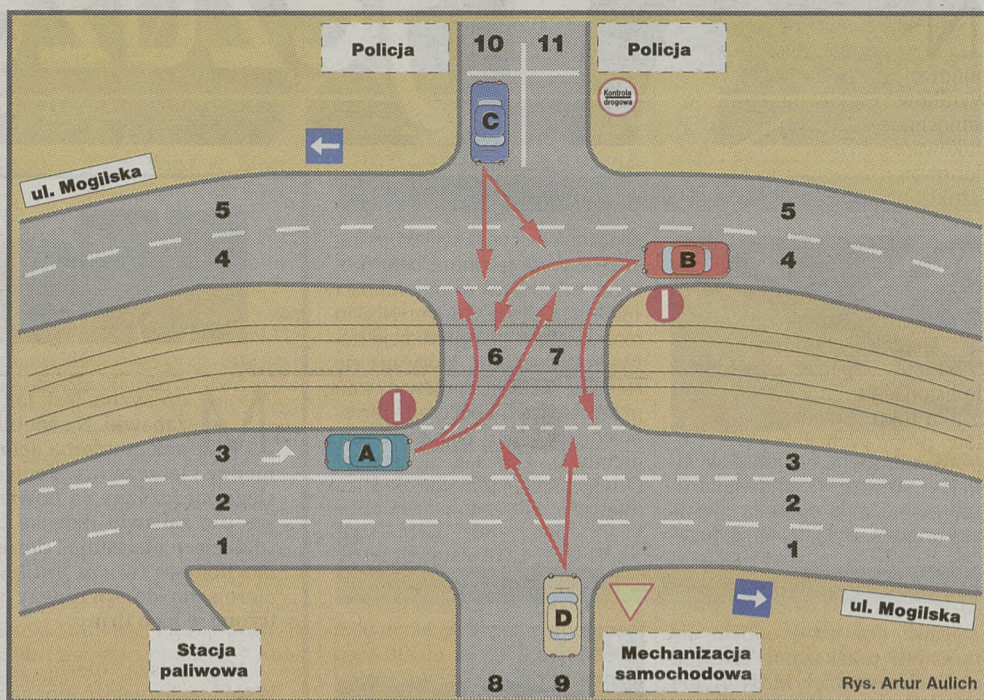 Policja
10
11
Policja
Kontrola
drogowa
C
ul. Mogilska
5
5
4
B
4
6
7
3
A
3
2
2
1
1
D
ul. Mogilska
Stacja
paliwowa
Mechanizacja
samochodowa
8
9
Rys. Artur Aulich